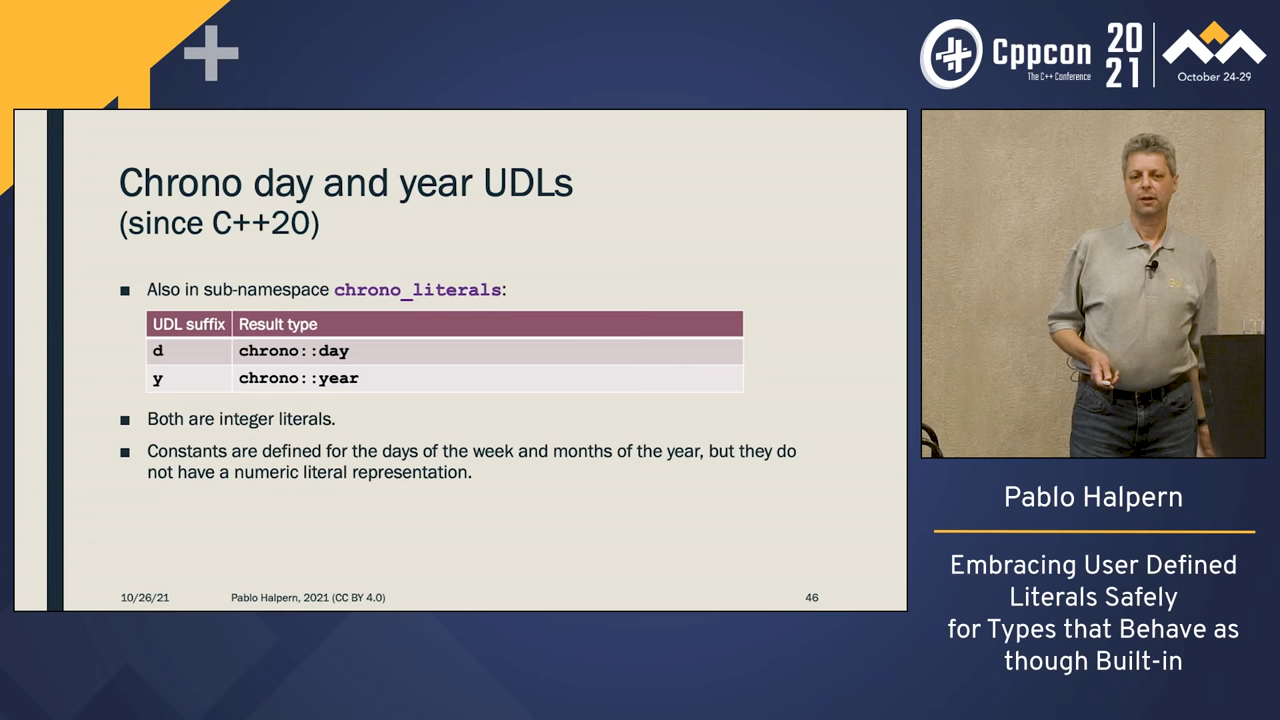 Cppcon
The C++ Conference
20
21
October 24-29
Chrono day and year UDLs
(since C++20)
Also in sub-namespace chrono_literals:
UDL suffix Result type
d chrono::day
y chrono::year
Both are integer literals.
Constants are defined for the days of the week and months of the year, but they do
not have a numeric literal representation.
10/26/21 Pablo Halpern, 2021 (CC BY 4.0) 46
Pablo Halpern
Embracing User Defined
Literals Safely
for Types that Behave as
though Built-in